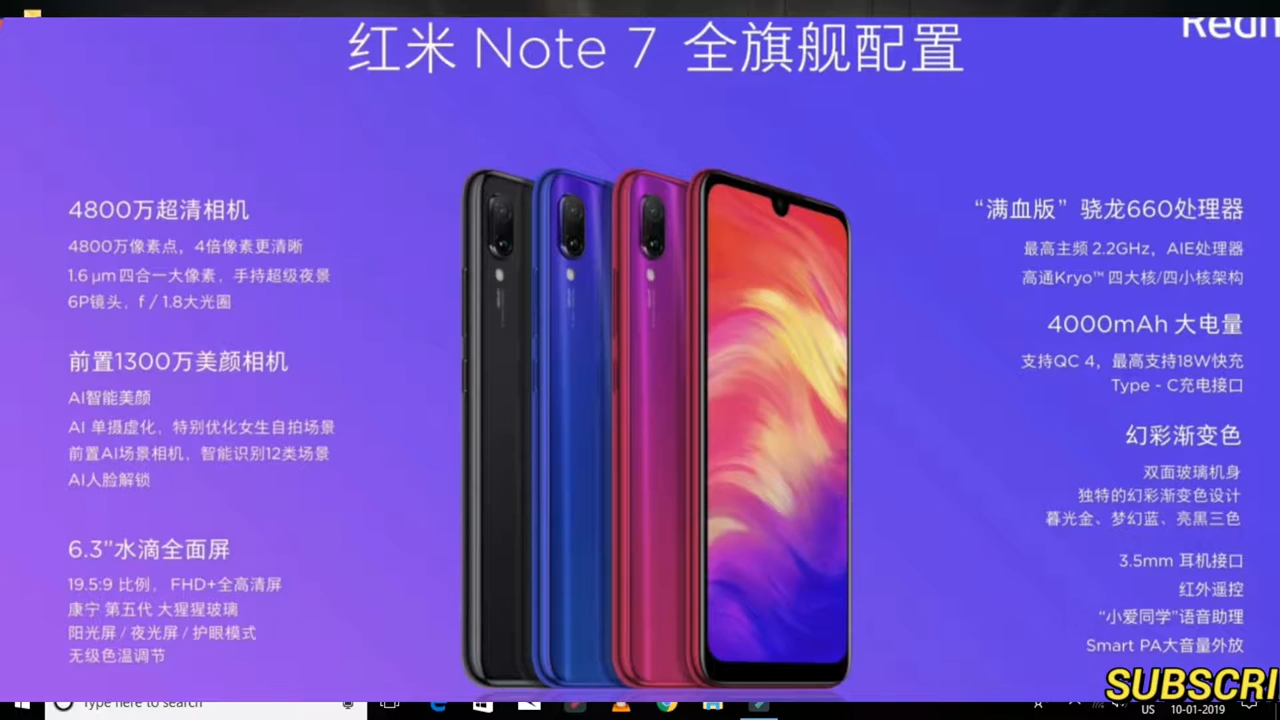 红米 Note 7 全旗舰配置
4800万超清相机
4800万像素点，4倍像素更清晰
1.6 μm四合一大像素，手持超级夜景
6P镜头，f / 1.8大光圈
前置1300万美颜相机
AI智能美颜
AI 单摄虚化，特别优化女生自拍场景
前置AI场景相机，智能识别12类场景
AI人脸解锁
6.3”水滴全面屏
19.5:9 比例， FHD+全高清屏
康宁 第五代 大猩猩玻璃
阳光屏 / 夜光屏 / 护眼模式
无级色温调节
“满血版” 骁龙660处理器
最高主频 2.2GHz，AIE处理器
高通Kryo™ 四大核/四小核架构
4000mAh 大电量
支持QC 4，最高支持18W快充
Type - C充电接口
幻彩渐变色
双面玻璃机身
独特的幻彩渐变色设计
暮光金、梦幻蓝、亮黑三色
3.5mm 耳机接口
红外遥控
“小爱同学”语音助理
Smart PA大音量外放
SUBSCRI
Type here to search
US 10-01-2019